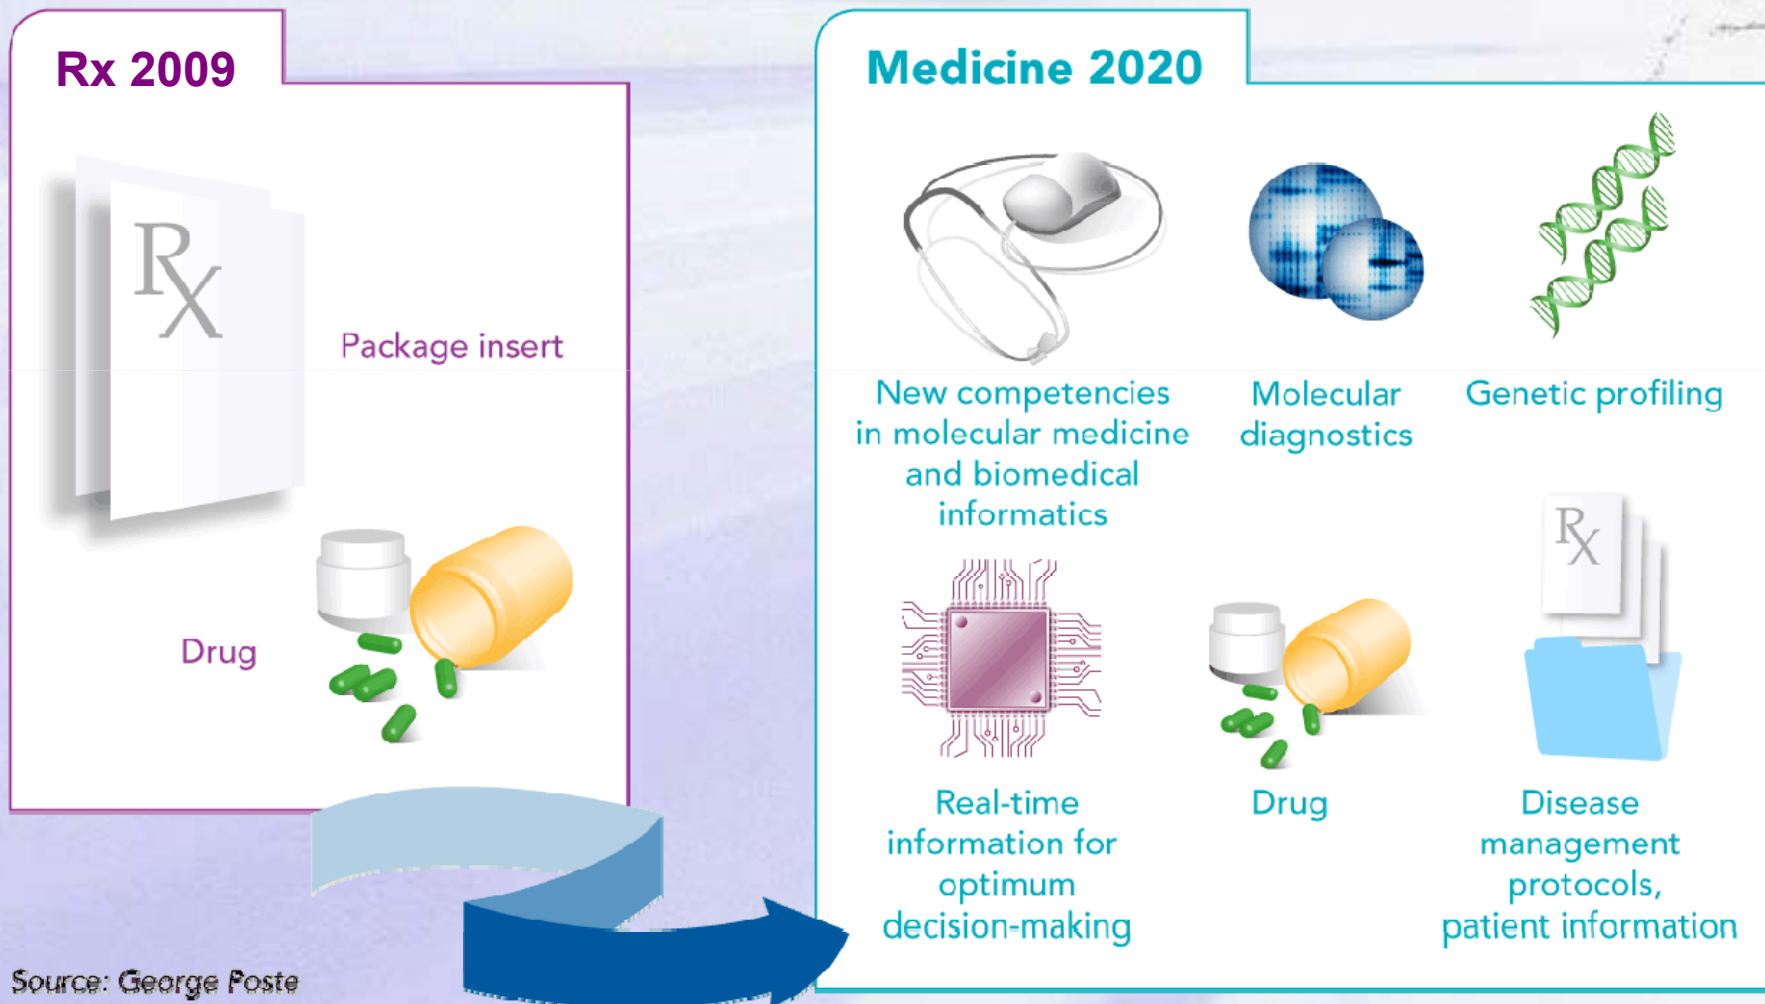 Rx 2009
Rx
Package insert
Drug
Medicine 2020
New competencies
in molecular medicine
and biomedical
informatics
Molecular
diagnostics
Genetic profiling
Rx
Real-time
information for
optimum
decision-making
Drug
Disease
management
protocols,
patient information
Source: George Poste